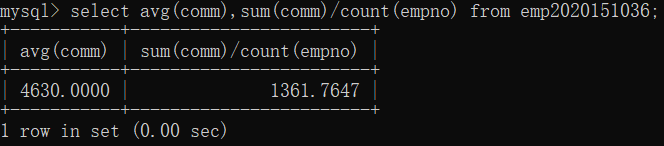 mysql> select avg(comm),sum(comm)/count(empno) from emp2020151036;
+-----------+------------------------+
| avg(comm) | sum(comm)/count(empno) |
+-----------+------------------------+
| 4630.0000 |              1361.7647 |
+-----------+------------------------+
1 row in set (0.00 sec)